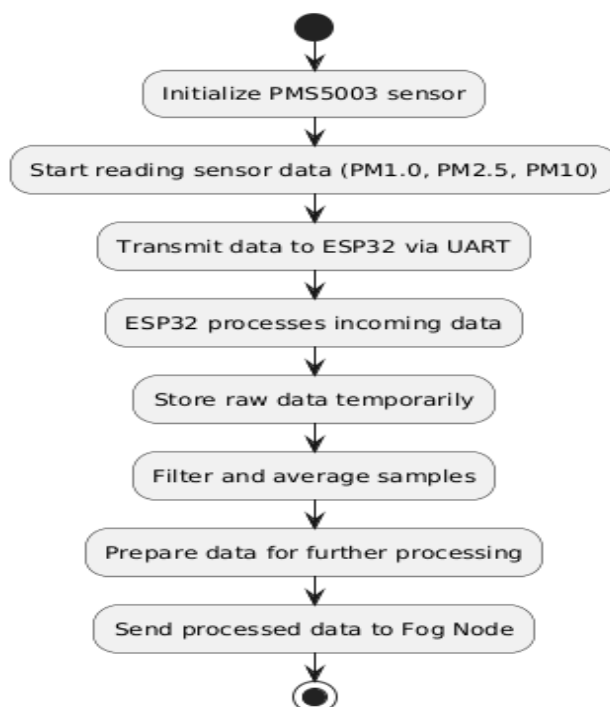 Initialize PMS5003 sensor
Start reading sensor data (PM1.0, PM2.5, PM10)
Transmit data to ESP32 via UART
ESP32 processes incoming data
Store raw data temporarily
Filter and average samples
Prepare data for further processing
Send processed data to Fog Node